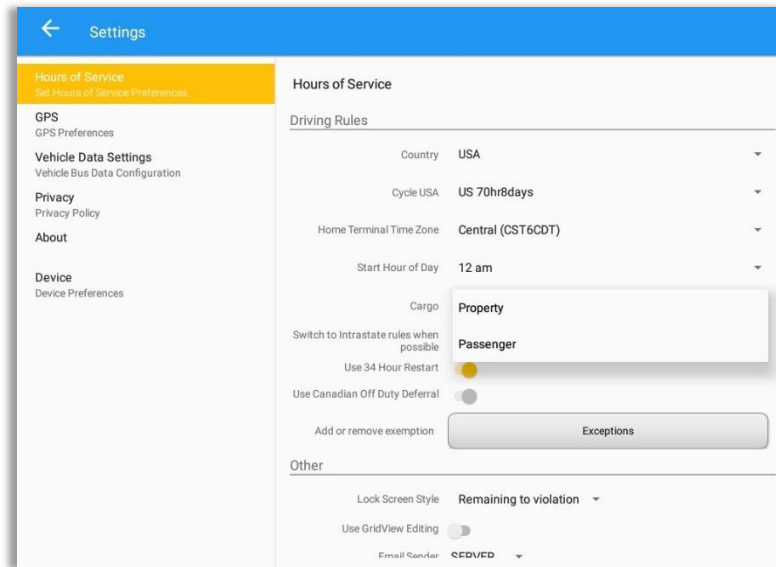 Settings
Hours of Service
Set Hours of Service Preferences
GPS
GPS Preferences
Vehicle Data Settings
Vehicle Bus Data Configuration
Privacy
Privacy Policy
About
Device
Device Preferences
Hours of Service
Driving Rules
Country USA
Cycle USA US 70hr8days
Home Terminal Time Zone Central (CST6CDT)
Start Hour of Day 12 am
Cargo Property
Passenger
Switch to Intrastate rules when
possible
Use 34 Hour Restart
Use Canadian Off Duty Deferral
Add or remove exemption Exceptions
Other
Lock Screen Style Remaining to violation
Use GridView Editing
Email Sender SERVER